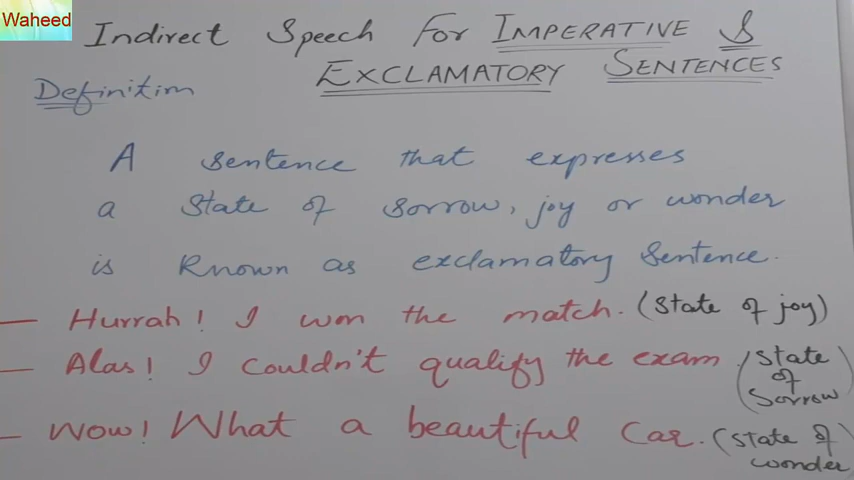 Waheed
Indirect Speech For IMPERATIVE &
EXCLAMATORY SENTENCES
Definition
A sentence that expresses
a state of sorrow, joy or wonder
is known as exclamatory sentence.
— Hurrah! I won the match. (State of joy)
— Alas! I couldn't qualify the exam. (State of Sorrow
— Wow! What a beautiful Car. (State of wonder)